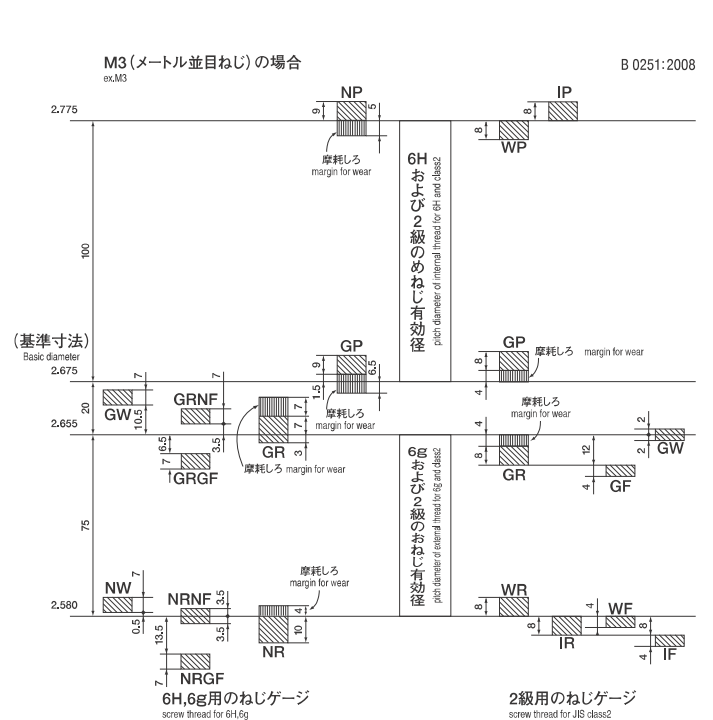 M3（メートル並目ねじ）の場合
ex.M3
B 0251:2008
NP
IP
2.775
9
5
8
8
WP
摩耗しろ
margin for wear
6Hおよび2級のめねじ有効径
pitch diameter of internal thread for 6H and class2
100
（基準寸法）
Basic diameter
2.675
GP
9
6.5
1.5
GP
8
4
摩耗しろ margin for wear
7
GW
10.5
7
GRNF
3.5
7
7
3
GR
摩耗しろ
margin for wear
摩耗しろ
margin for wear
20
2.655
4
8
GR
2
2
GW
12
4
GF
6.5
7
GRGF
摩耗しろ margin for wear
6gおよび2級のおねじ有効径
pitch diameter of external thread for 6g and class2
75
NW
7
0.5
NRNF
3.5
3.5
摩耗しろ
margin for wear
4
10
NR
2.580
WR
8
4
WF
8
IR
8
4
IF
13.5
7
NRGF
6H,6g用のねじゲージ
screw thread for 6H,6g
2級用のねじゲージ
screw thread for JIS class2